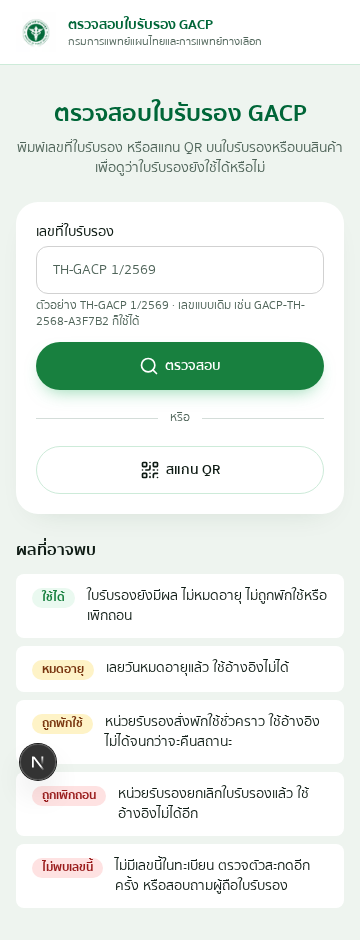 ตรวจสอบใบรับรอง GACP
กรมการแพทย์แผนไทยและการแพทย์ทางเลือก
ตรวจสอบใบรับรอง GACP
พิมพ์เลขที่ใบรับรอง หรือสแกน QR บนใบรับรองหรือบนสินค้า
เพื่อดูว่าใบรับรองยังใช้ได้หรือไม่
เลขที่ใบรับรอง
TH-GACP 1/2569
ตัวอย่าง TH-GACP 1/2569 · เลขแบบเดิม เช่น GACP-TH-
2568-A3F7B2 ก็ใช้ได้
ตรวจสอบ
หรือ
สแกน QR
ผลที่อาจพบ
ใช้ได้ ใบรับรองยังมีผล ไม่หมดอายุ ไม่ถูกพักใช้หรือ
เพิกถอน
หมดอายุ เลยวันหมดอายุแล้ว ใช้อ้างอิงไม่ได้
ถูกพักใช้ หน่วยรับรองสั่งพักใช้ชั่วคราว ใช้อ้างอิง
ไม่ได้จนกว่าจะคืนสถานะ
ถูกเพิกถอน หน่วยรับรองยกเลิกใบรับรองแล้ว ใช้
อ้างอิงไม่ได้อีก
ไม่พบเลขนี้ ไม่มีเลขนี้ในทะเบียน ตรวจตัวสะกดอีก
ครั้ง หรือสอบถามผู้ถือใบรับรอง
N